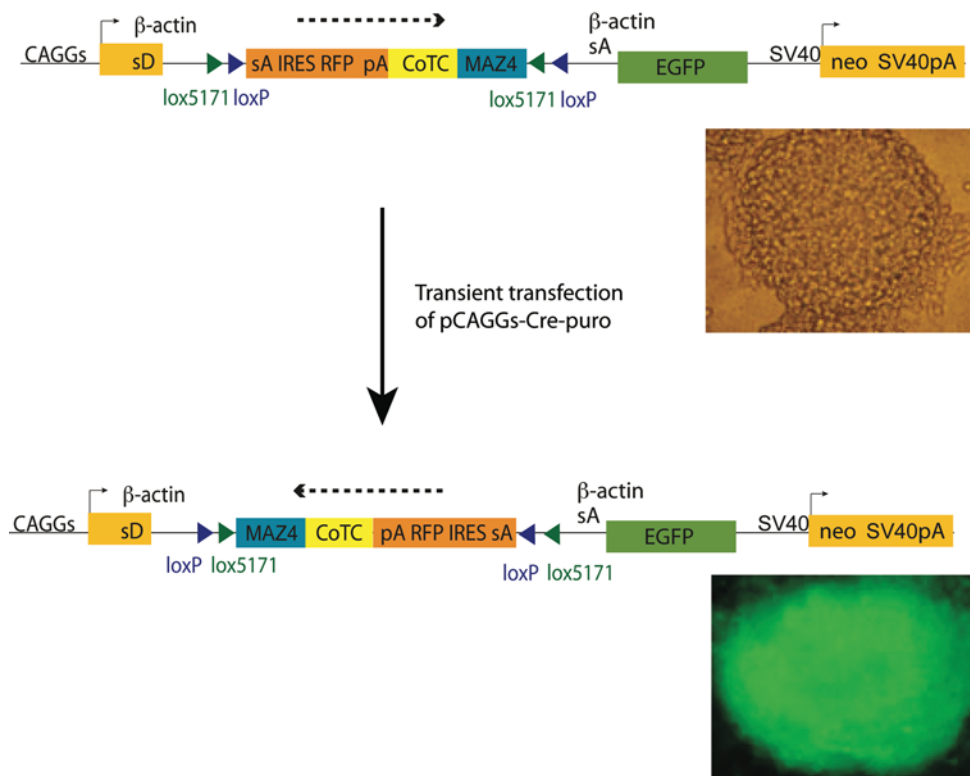 β-actin
β-actin
CAGGs sD sA IRES RFP pA CoTC MAZ4 sA EGFP SV40 neo SV40pA
lox5171 loxP lox5171 loxP
Transient transfection
of pCAGGs-Cre-puro
β-actin
β-actin
CAGGs sD MAZ4 CoTC pA RFP IRES sA sA EGFP SV40 neo SV40pA
loxP lox5171 loxP lox5171